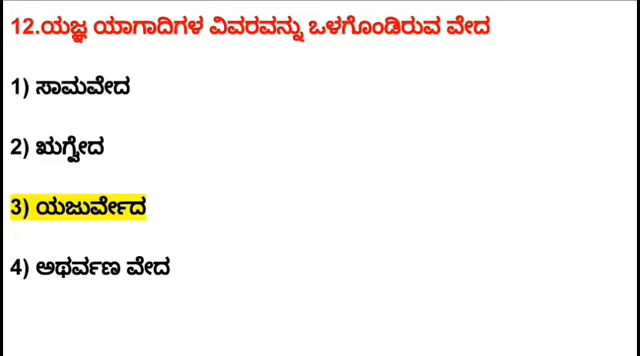 12.ಯಜ್ಞ ಯಾಗಾದಿಗಳ ವಿವರವನ್ನು ಒಳಗೊಂಡಿರುವ ವೇದ
1) ಸಾಮವೇದ
2) ಋಗ್ವೇದ
3) ಯಜುರ್ವೇದ
4) ಅಥರ್ವಣ ವೇದ